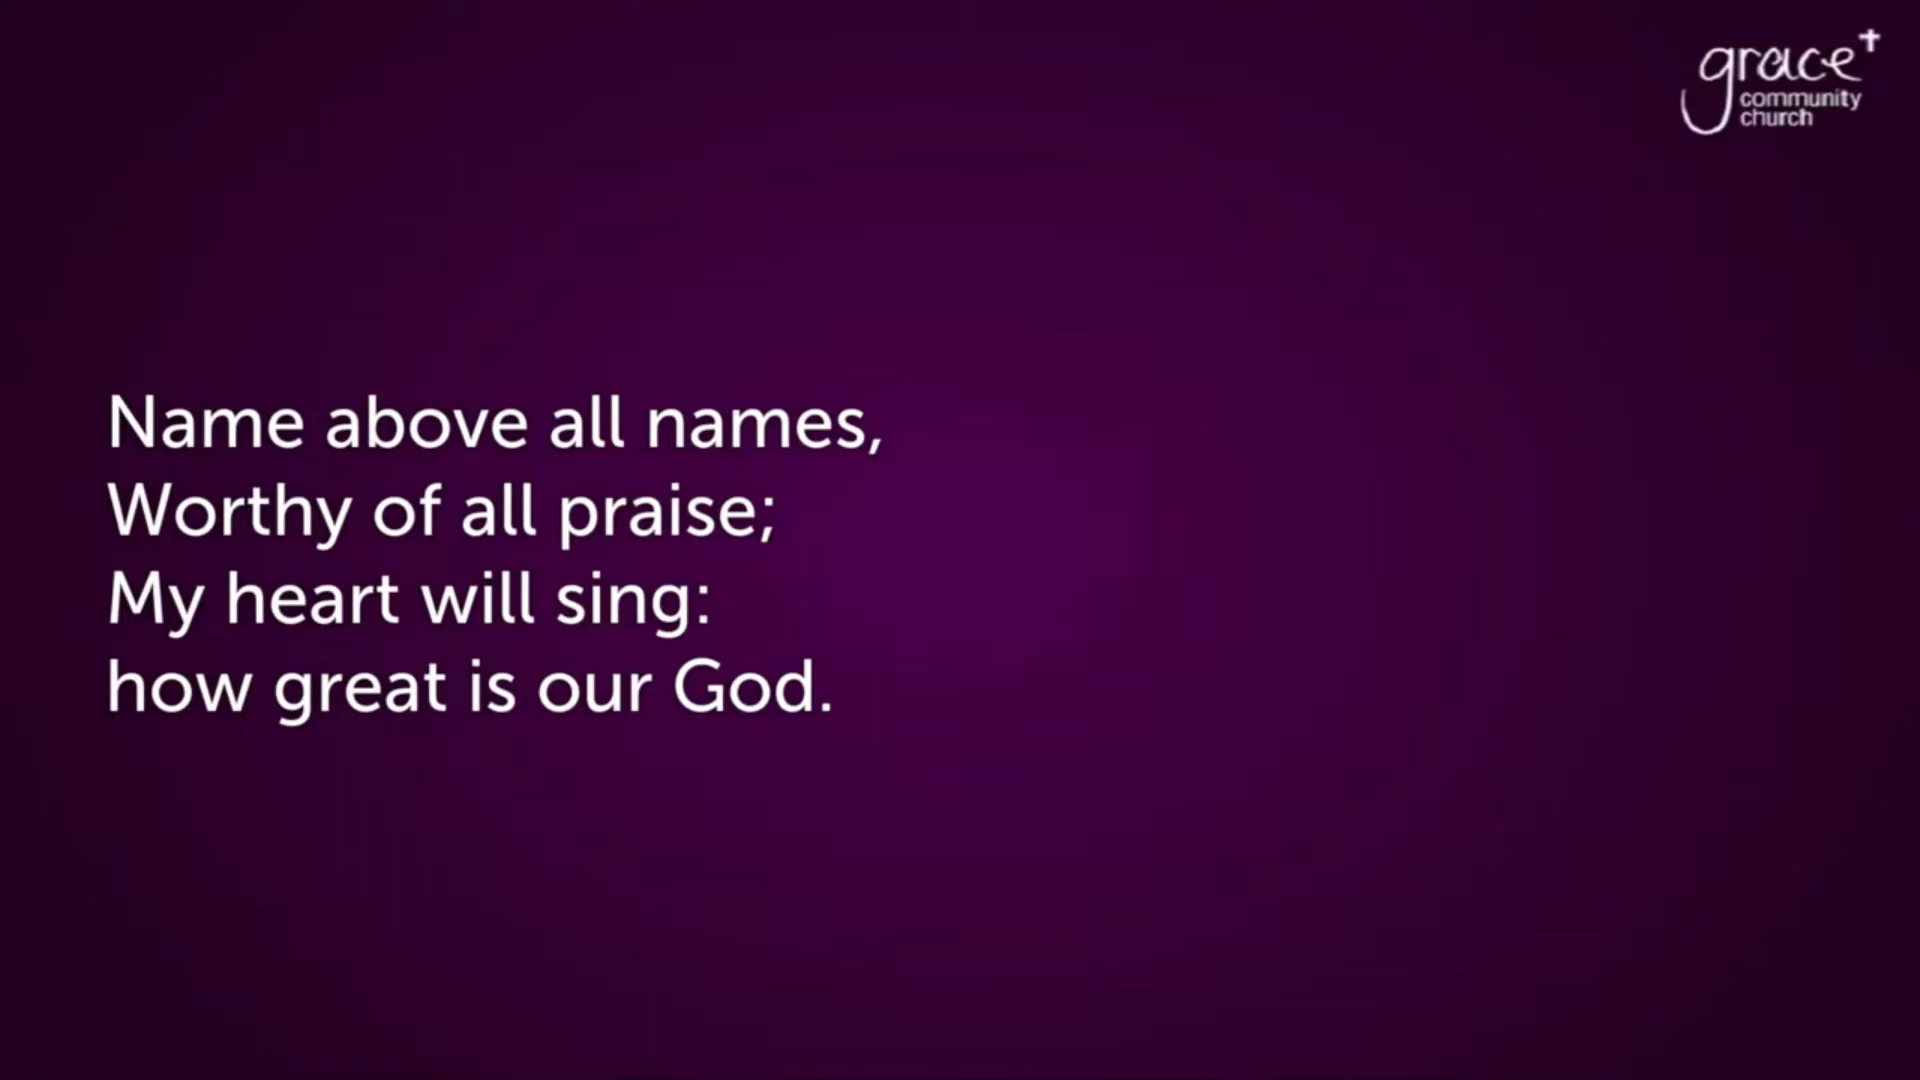 grace
community
church
Name above all names,
Worthy of all praise;
My heart will sing:
how great is our God.